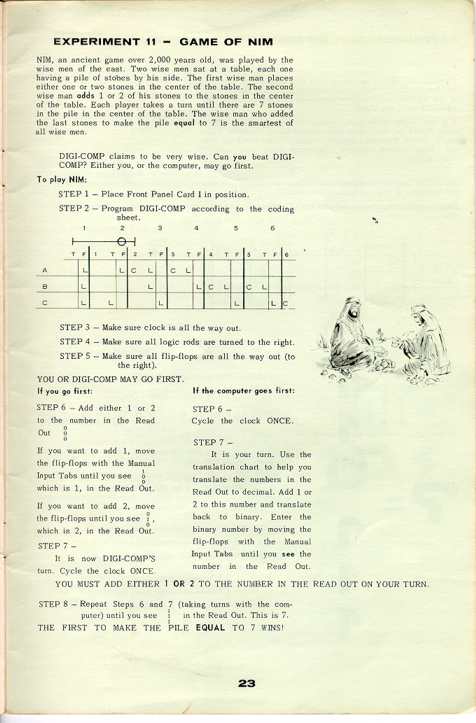 EXPERIMENT 11 – GAME OF NIM
NIM, an ancient game over 2,000 years old, was played by the
wise men of the east. Two wise men sat at a table, each one
having a pile of stones by his side. The first wise man places
either one or two stones in the center of the table. The second
wise man adds 1 or 2 of his stones to the stones in the center
of the table. Each player takes a turn until there are 7 stones
in the pile in the center of the table. The wise man who added
the last stones to make the pile equal to 7 is the smartest of
all wise men.
DIGI-COMP claims to be very wise. Can you beat DIGI-
COMP? Either you, or the computer, may go first.
To play NIM:
STEP 1 – Place Front Panel Card I in position.
STEP 2 – Program DIGI-COMP according to the coding
sheet.
1 2 3 4 5 6
T F 1 T F 2 T F 3 T F 4 T F 5 T F 6
A L L C L C L
B L L L C L C L
C L L L L C
STEP 3 – Make sure clock is all the way out.
STEP 4 – Make sure all logic rods are turned to the right.
STEP 5 – Make sure all flip-flops are all the way out (to
the right).
YOU OR DIGI-COMP MAY GO FIRST.
If you go first:
STEP 6 – Add either 1 or 2
to the number in the Read
Out 0
0
0
If you want to add 1, move
the flip-flops with the Manual
Input Tabs until you see 1
0
0
which is 1, in the Read Out.
If you want to add 2, move
the flip-flops until you see 0
1
0 ,
which is 2, in the Read Out.
STEP 7 –
It is now DIGI-COMP'S
turn. Cycle the clock ONCE.
If the computer goes first:
STEP 6 –
Cycle the clock ONCE.
STEP 7 –
It is your turn. Use the
translation chart to help you
translate the numbers in the
Read Out to decimal. Add 1 or
2 to this number and translate
back to binary. Enter the
binary number by moving the
flip-flops with the Manual
Input Tabs until you see the
number in the Read Out.
YOU MUST ADD EITHER 1 OR 2 TO THE NUMBER IN THE READ OUT ON YOUR TURN.
STEP 8 – Repeat Steps 6 and 7 (taking turns with the com-
puter) until you see 1
1
1 in the Read Out. This is 7.
THE FIRST TO MAKE THE PILE EQUAL TO 7 WINS!
23